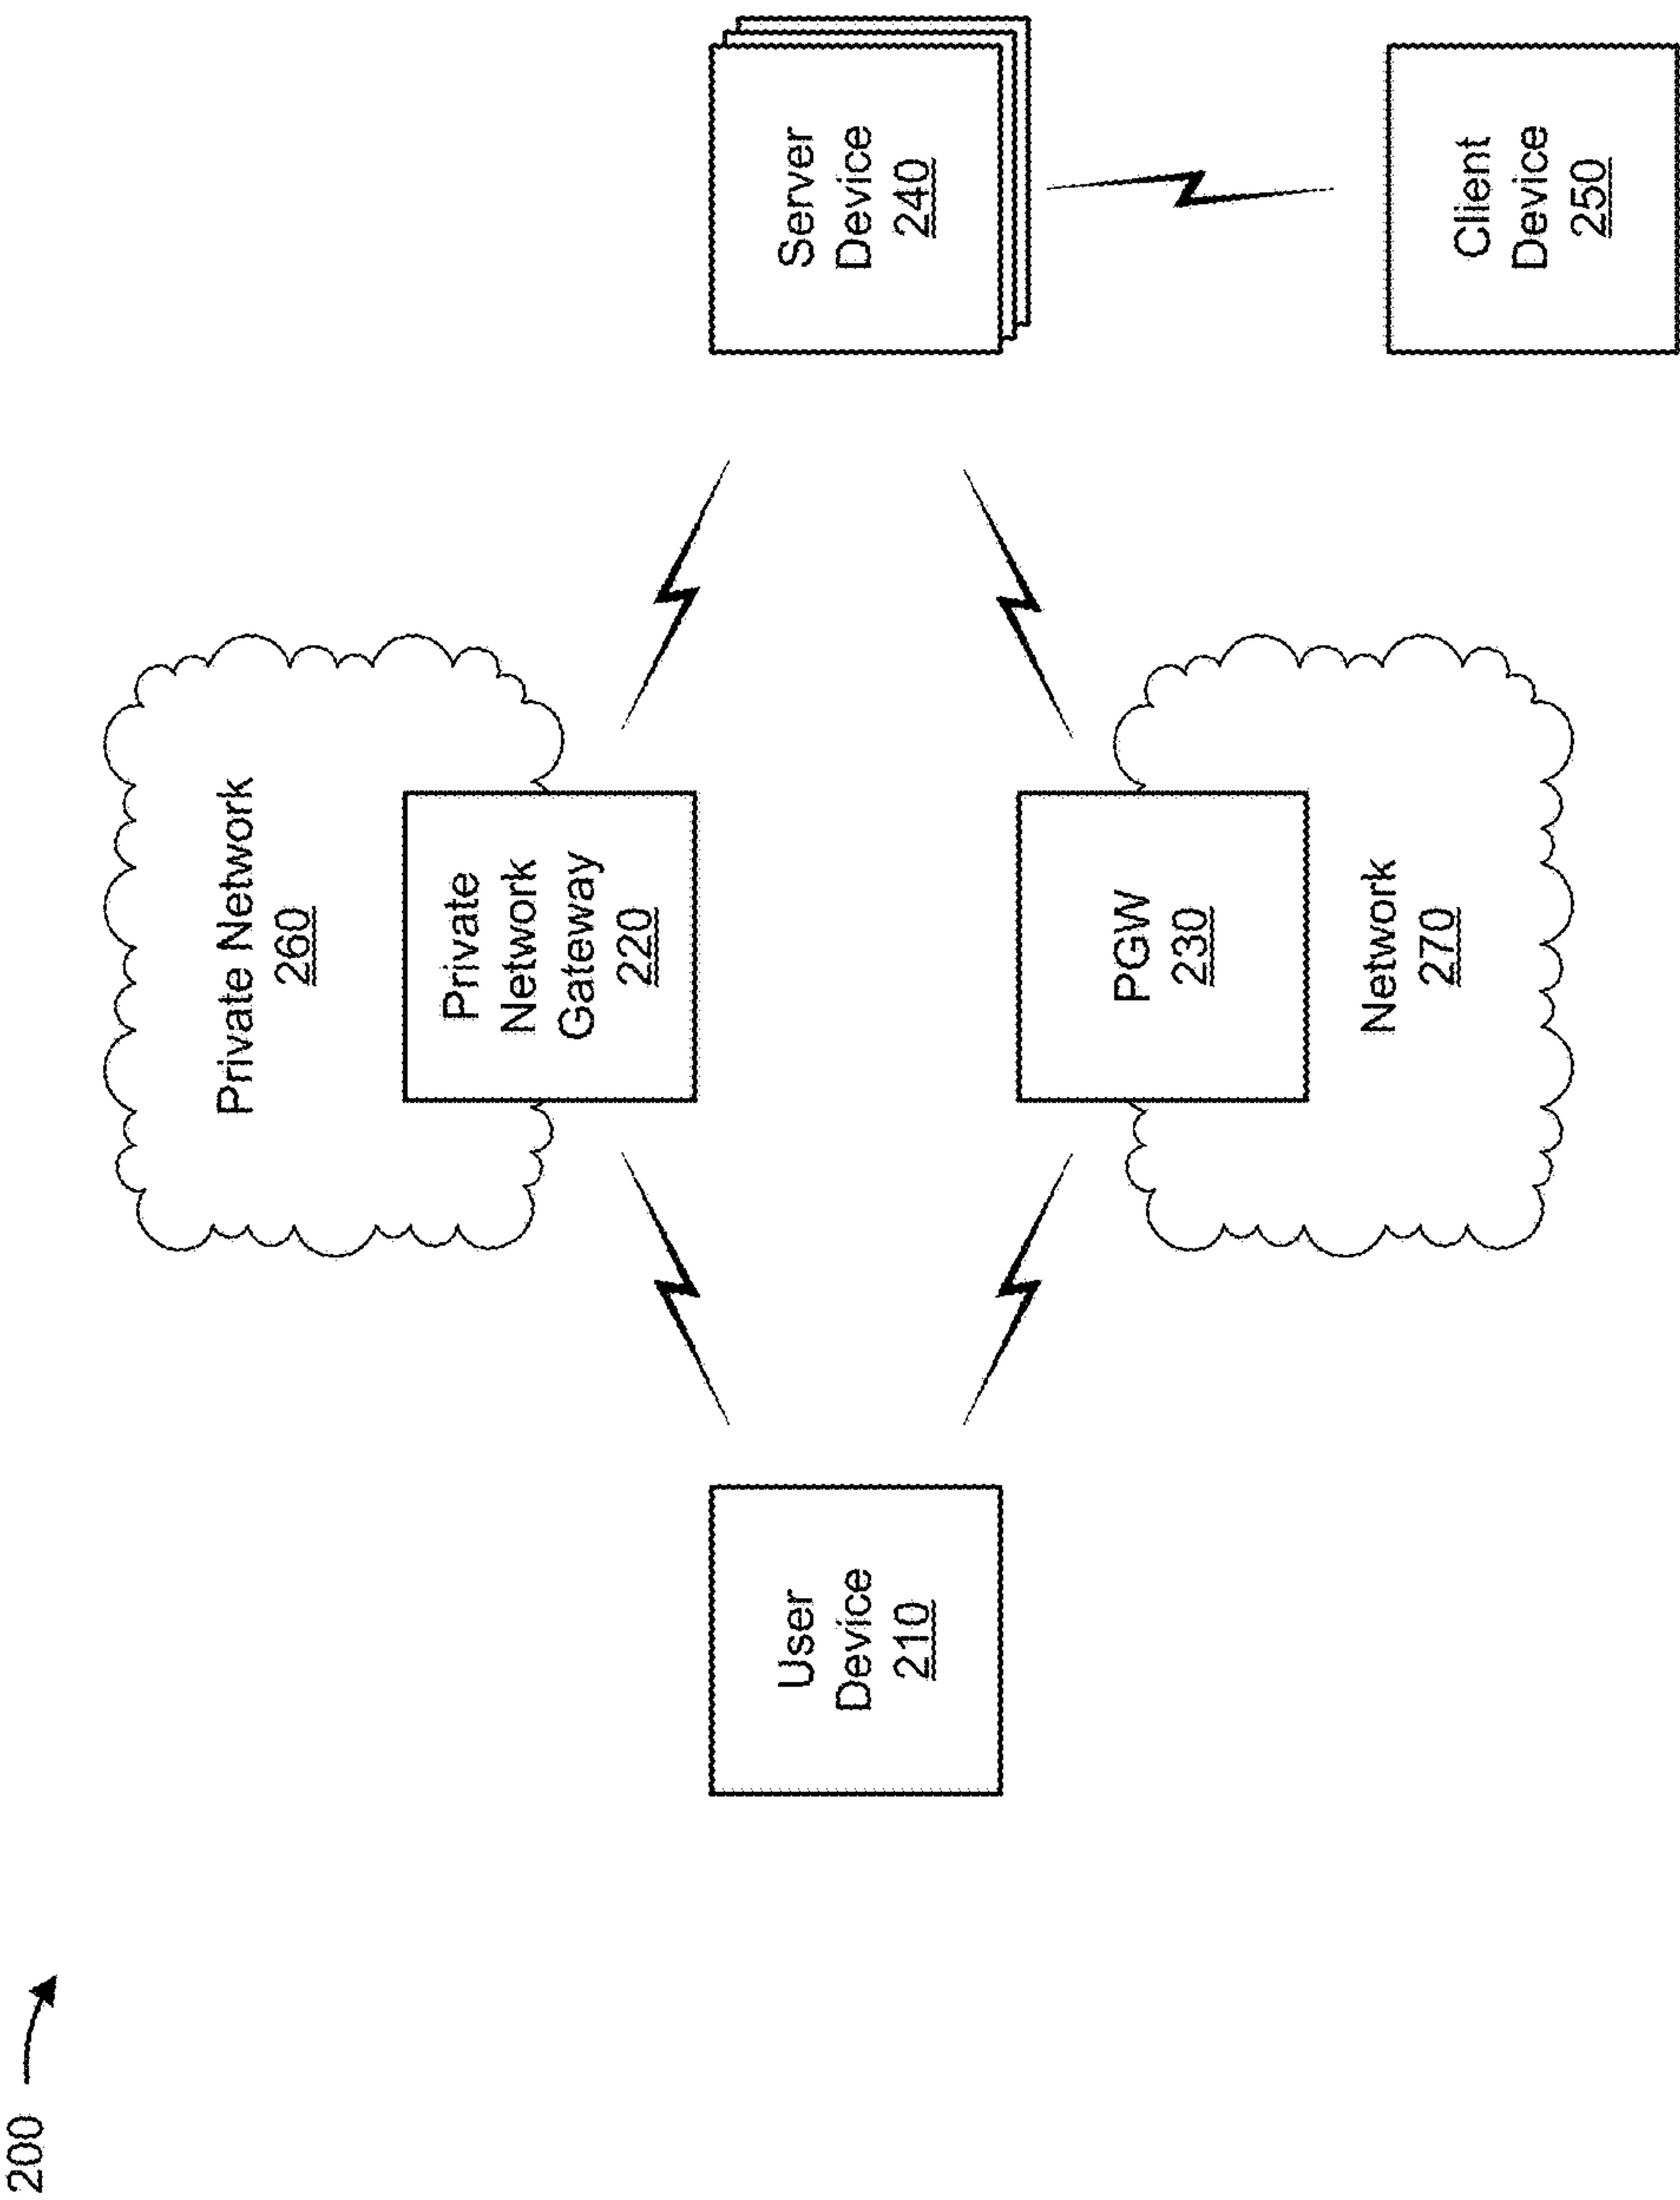 200
Private Network
260
Private
Network
Gateway
220
User
Device
210
Server
Device
240
PGW
230
Network
270
Client
Device
250